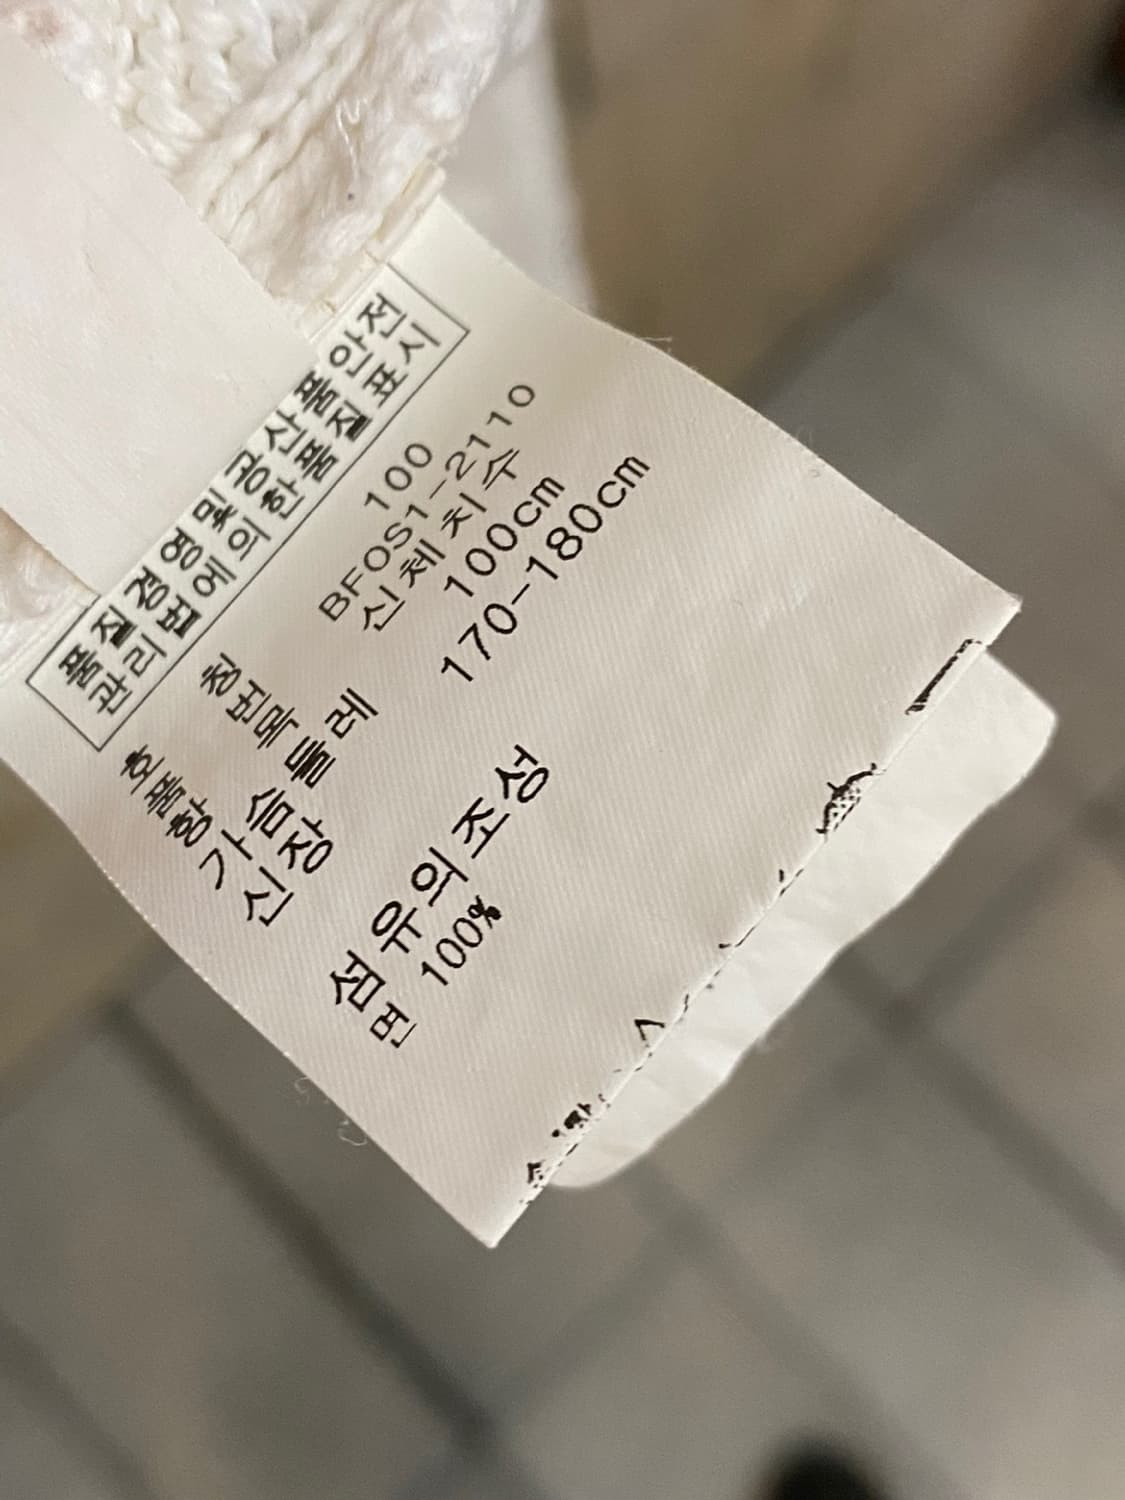 품질경영및공산품안전
관리법에의한품질표시
호 칭 100
품 번 BFOS1-2110
항 목 신체치수
가슴둘레 100cm
신장 170-180cm
섬유의조성
면 100%